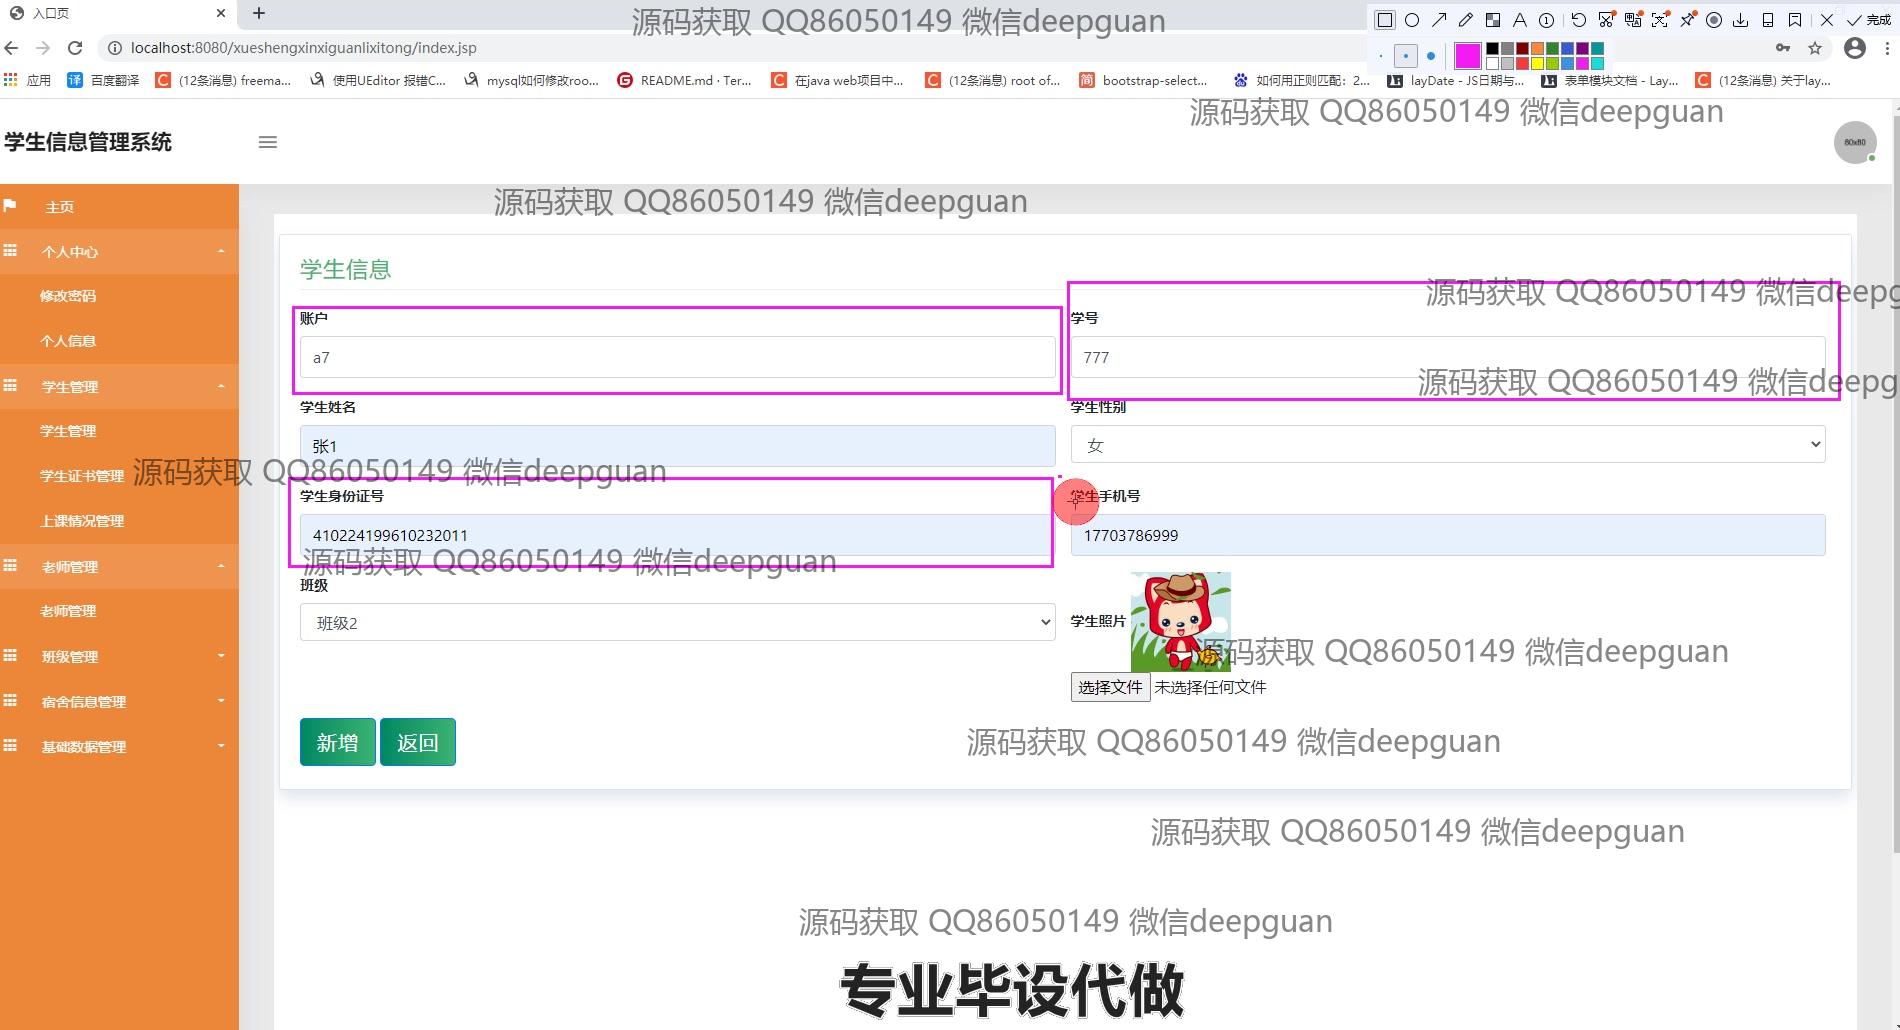 入口页
源码获取 QQ86050149 微信deepguan
完成
localhost:8080/xueshengxinxiguanlixitong/index.jsp
应用
译 百度翻译
(12条消息) freema...
使用UEditor 报错C...
mysql如何修改roo...
README.md · Ter...
在java web项目中...
(12条消息) root of...
简 bootstrap-select...
如何用正则匹配：2...
layDate - JS日期与...
表单模块文档 - Lay...
(12条消息) 关于lay...
源码获取 QQ86050149 微信deepguan
学生信息管理系统
80x80
源码获取 QQ86050149 微信deepguan
主页
个人中心
修改密码
个人信息
学生管理
学生管理
学生证书管理
上课情况管理
老师管理
老师管理
班级管理
宿舍信息管理
基础数据管理
学生信息
源码获取 QQ86050149 微信deepg
账户
学号
a7
777
源码获取 QQ86050149 微信deepg
学生姓名
学生性别
张1
女
源码获取 QQ86050149 微信deepguan
学生身份证号
学生手机号
410224199610232011
17703786999
源码获取 QQ86050149 微信deepguan
班级
班级2
学生照片
源码获取 QQ86050149 微信deepguan
选择文件 未选择任何文件
新增 返回
源码获取 QQ86050149 微信deepguan
源码获取 QQ86050149 微信deepguan
源码获取 QQ86050149 微信deepguan
专业毕设代做